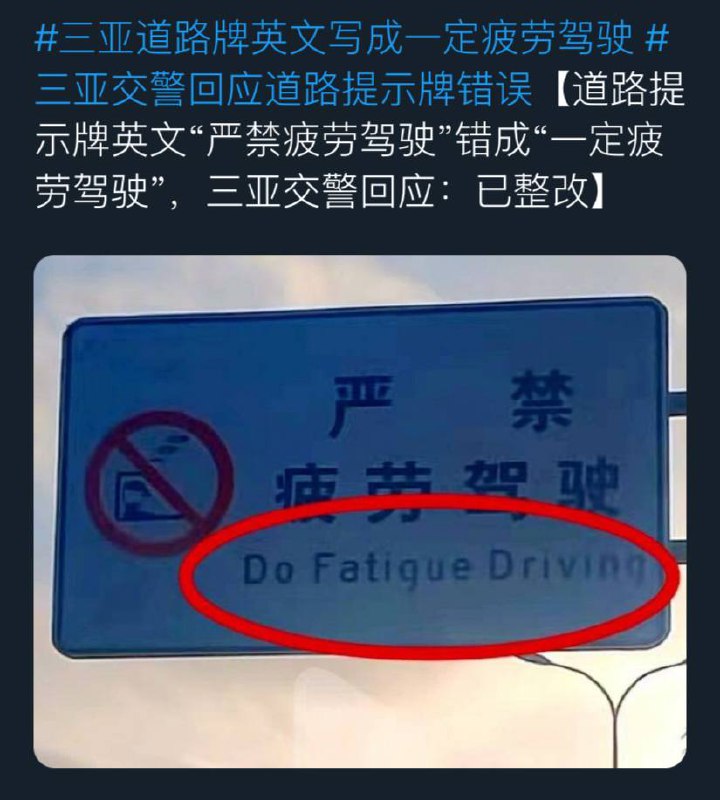 #三亚道路牌英文写成一定疲劳驾驶 #
三亚交警回应道路提示牌错误【道路提
示牌英文“严禁疲劳驾驶”错成“一定疲
劳驾驶”，三亚交警回应：已整改】
严 禁
疲劳驾驶
Do Fatigue Driving